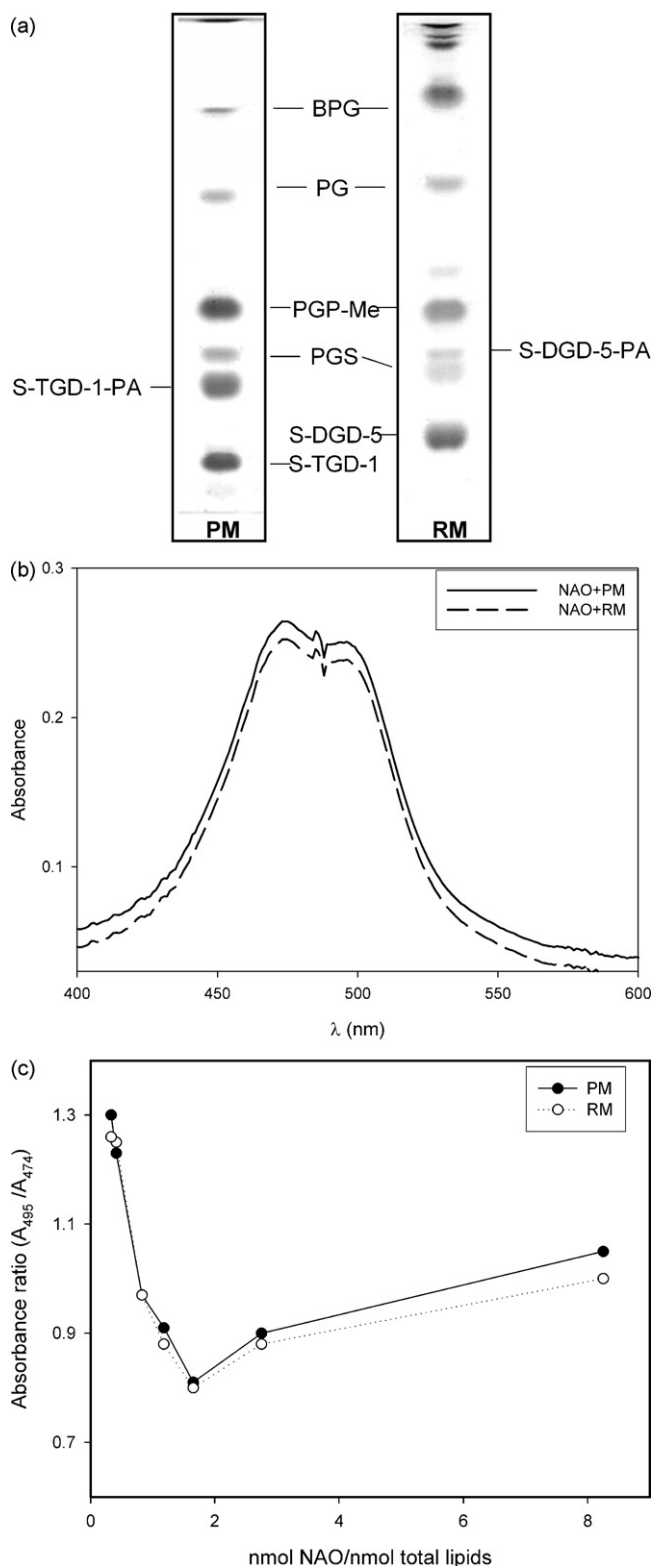 (a)
BPG
PG
PGP-Me
PGS
S-DGD-5-PA
S-TGD-1-PA
S-DGD-5
S-TGD-1
PM
RM
(b)
0.3
NAO+PM
NAO+RM
0.2
Absorbance
0.1
400
450
500
550
600
λ (nm)
(c)
PM
RM
1.3
1.1
Absorbance ratio (A495 /A474)
0.9
0.7
0
2
4
6
8
nmol NAO/nmol total lipids